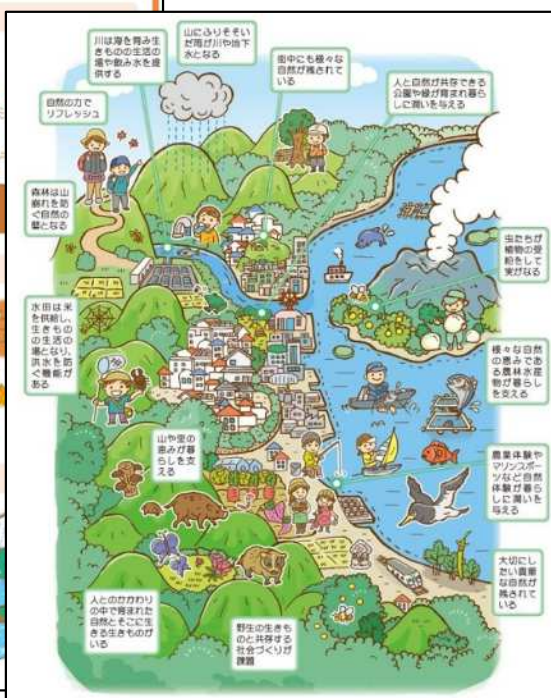 川は海を育み生
きものの生活の
場や飲み水を提
供する
山にふりそそい
だ雨が川や地下
水となる
街中にも様々な
自然が残されて
いる
人と自然が共存できる
公園や緑が育まれ暮ら
しに潤いを与える
自然の力で
リフレッシュ
森林は山
崩れを防
ぐ自然の
壁となる
虫たちが
植物の受
粉をして
実がなる
水田は米
を供給し、
生きもの
の生活の
場となり、
洪水を防
ぐ機能が
ある
様々な自然
の恵みであ
る農林水産
物が暮らし
を支える
山や里の
恵みが暮
らしを支
える
農業体験や
マリンスポー
ツなど自然
体験が暮ら
しに潤いを
与える
大切にし
たい貴重
な自然が
残されて
いる
人とのかかわり
の中で育まれた
自然とそこに生
きる生きものが
いる
野生の生きも
のと共存する
社会づくりが
課題